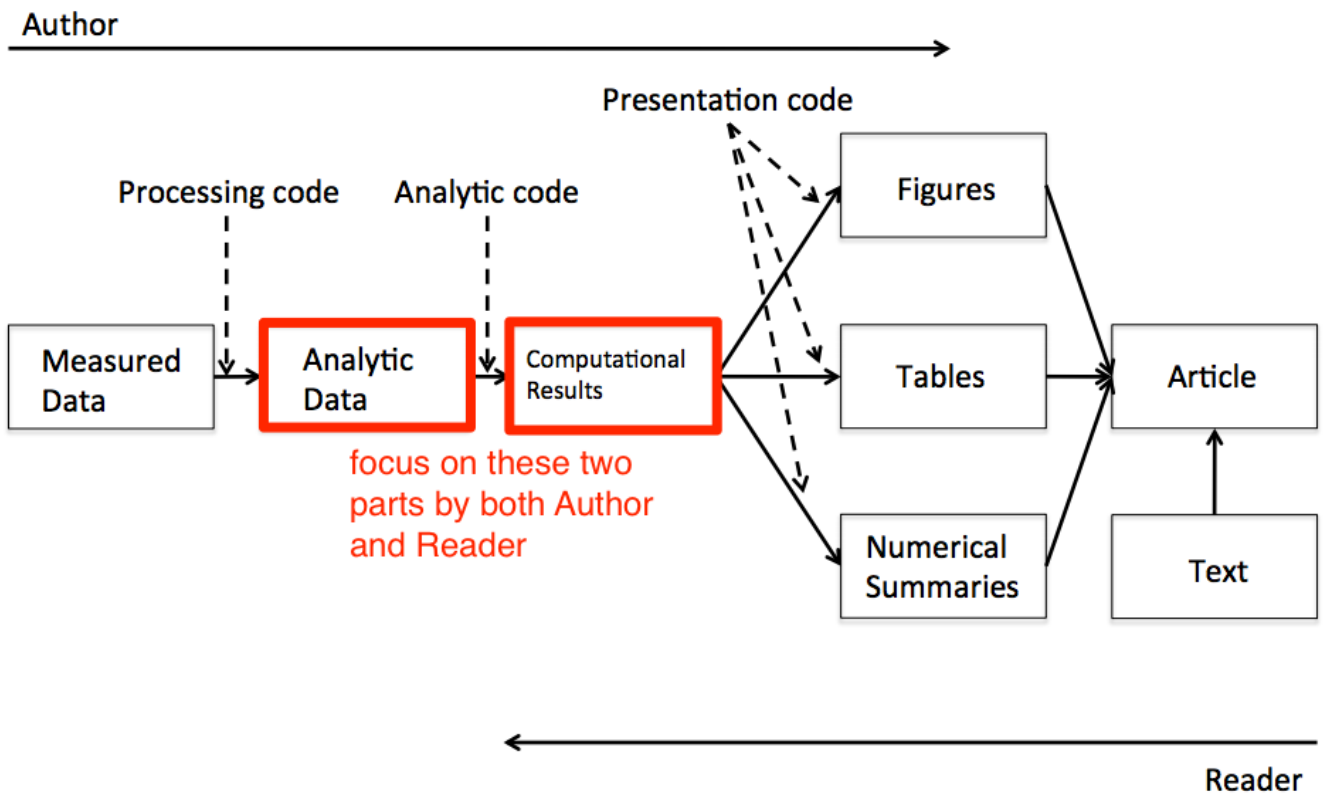 Author
Presentation code
Processing code
Analytic code
Figures
Measured
Data
Analytic
Data
Computational
Results
Tables
Article
focus on these two
parts by both Author
and Reader
Numerical
Summaries
Text
Reader